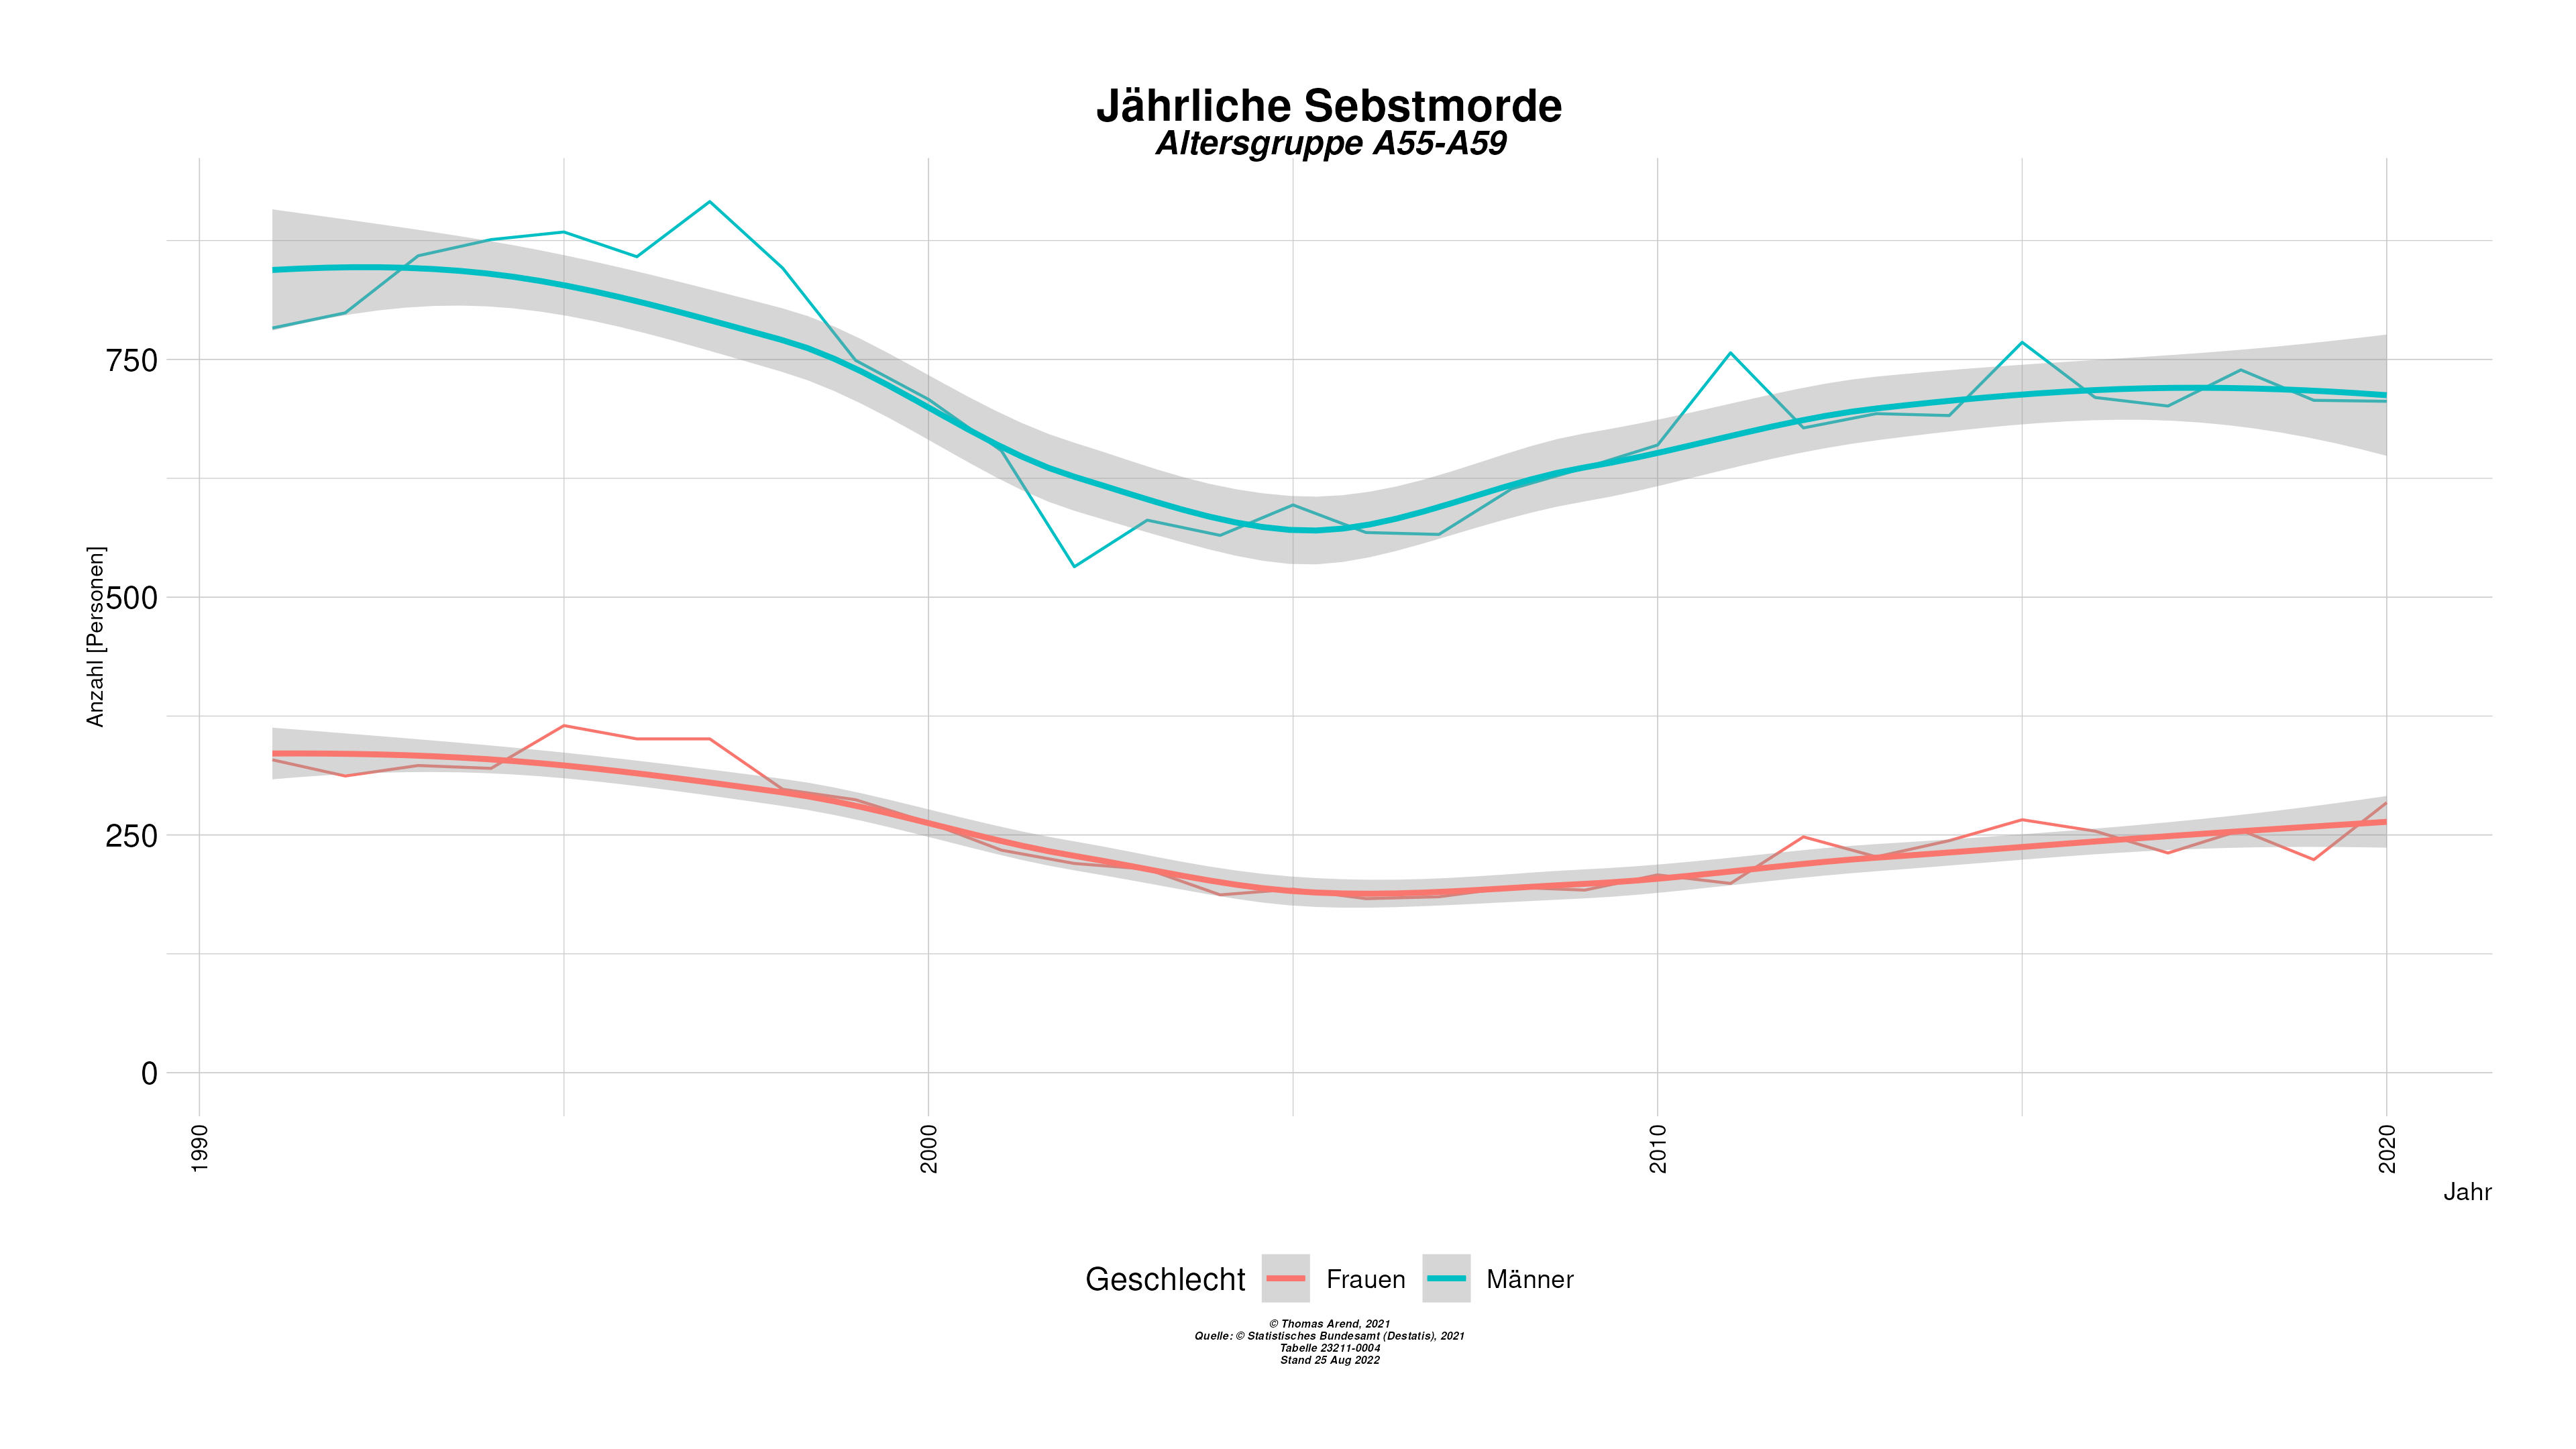 Jährliche Sebstmorde
Altersgruppe A55-A59
Anzahl [Personen]
750
500
250
0
1990
2000
2010
2020
Jahr
Geschlecht Frauen Männer
© Thomas Arend, 2021
Quelle: © Statistisches Bundesamt (Destatis), 2021
Tabelle 23211-0004
Stand 25 Aug 2022